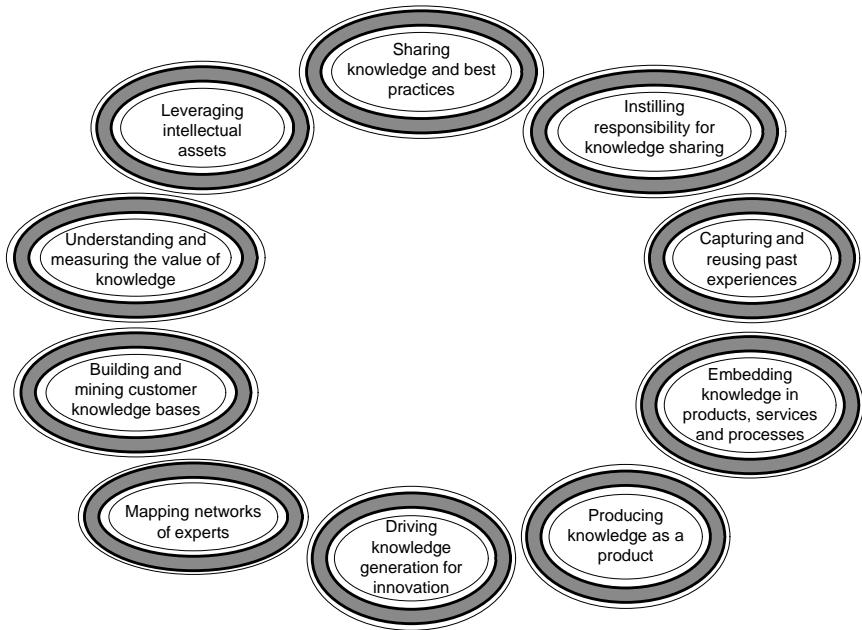 Sharing
knowledge and best
practices
Instilling
responsibility for
knowledge sharing
Capturing and
reusing past
experiences
Embedding
knowledge in
products, services
and processes
Producing
knowledge as a
product
Driving
knowledge
generation for
innovation
Mapping networks
of experts
Building and
mining customer
knowledge bases
Understanding and
measuring the value of
knowledge
Leveraging
intellectual
assets